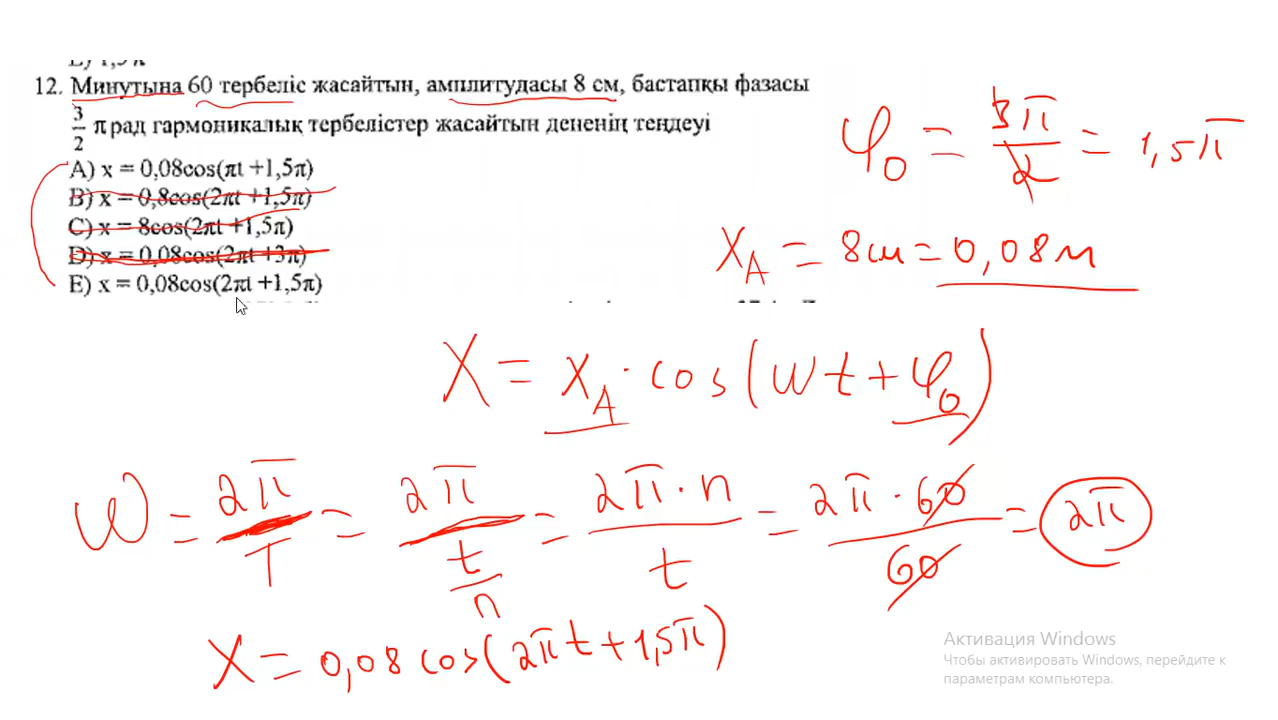 12. Минутына 60 тербеліс жасайтын, амплитудасы 8 см, бастапқы фазасы
3/2 π рад гармоникалық тербелістер жасайтын дененің теңдеуі
A) x = 0,08cos(πt +1,5π)
B) x = 0,8cos(2πt +1,5π)
C) x = 8cos(2πt +1,5π)
D) x = 0,08cos(2πt +3π)
E) x = 0,08cos(2πt +1,5π)
φ₀ = 3π/2 = 1,5π
X_A = 8см = 0,08м
X = X_A · cos(ωt + φ₀)
ω = 2π/T = 2π/(t/n) = 2π·n/t = 2π·60/60 = 2π
X = 0,08 cos(2πt + 1,5π)
Активация Windows
Чтобы активировать Windows, перейдите к
параметрам компьютера.